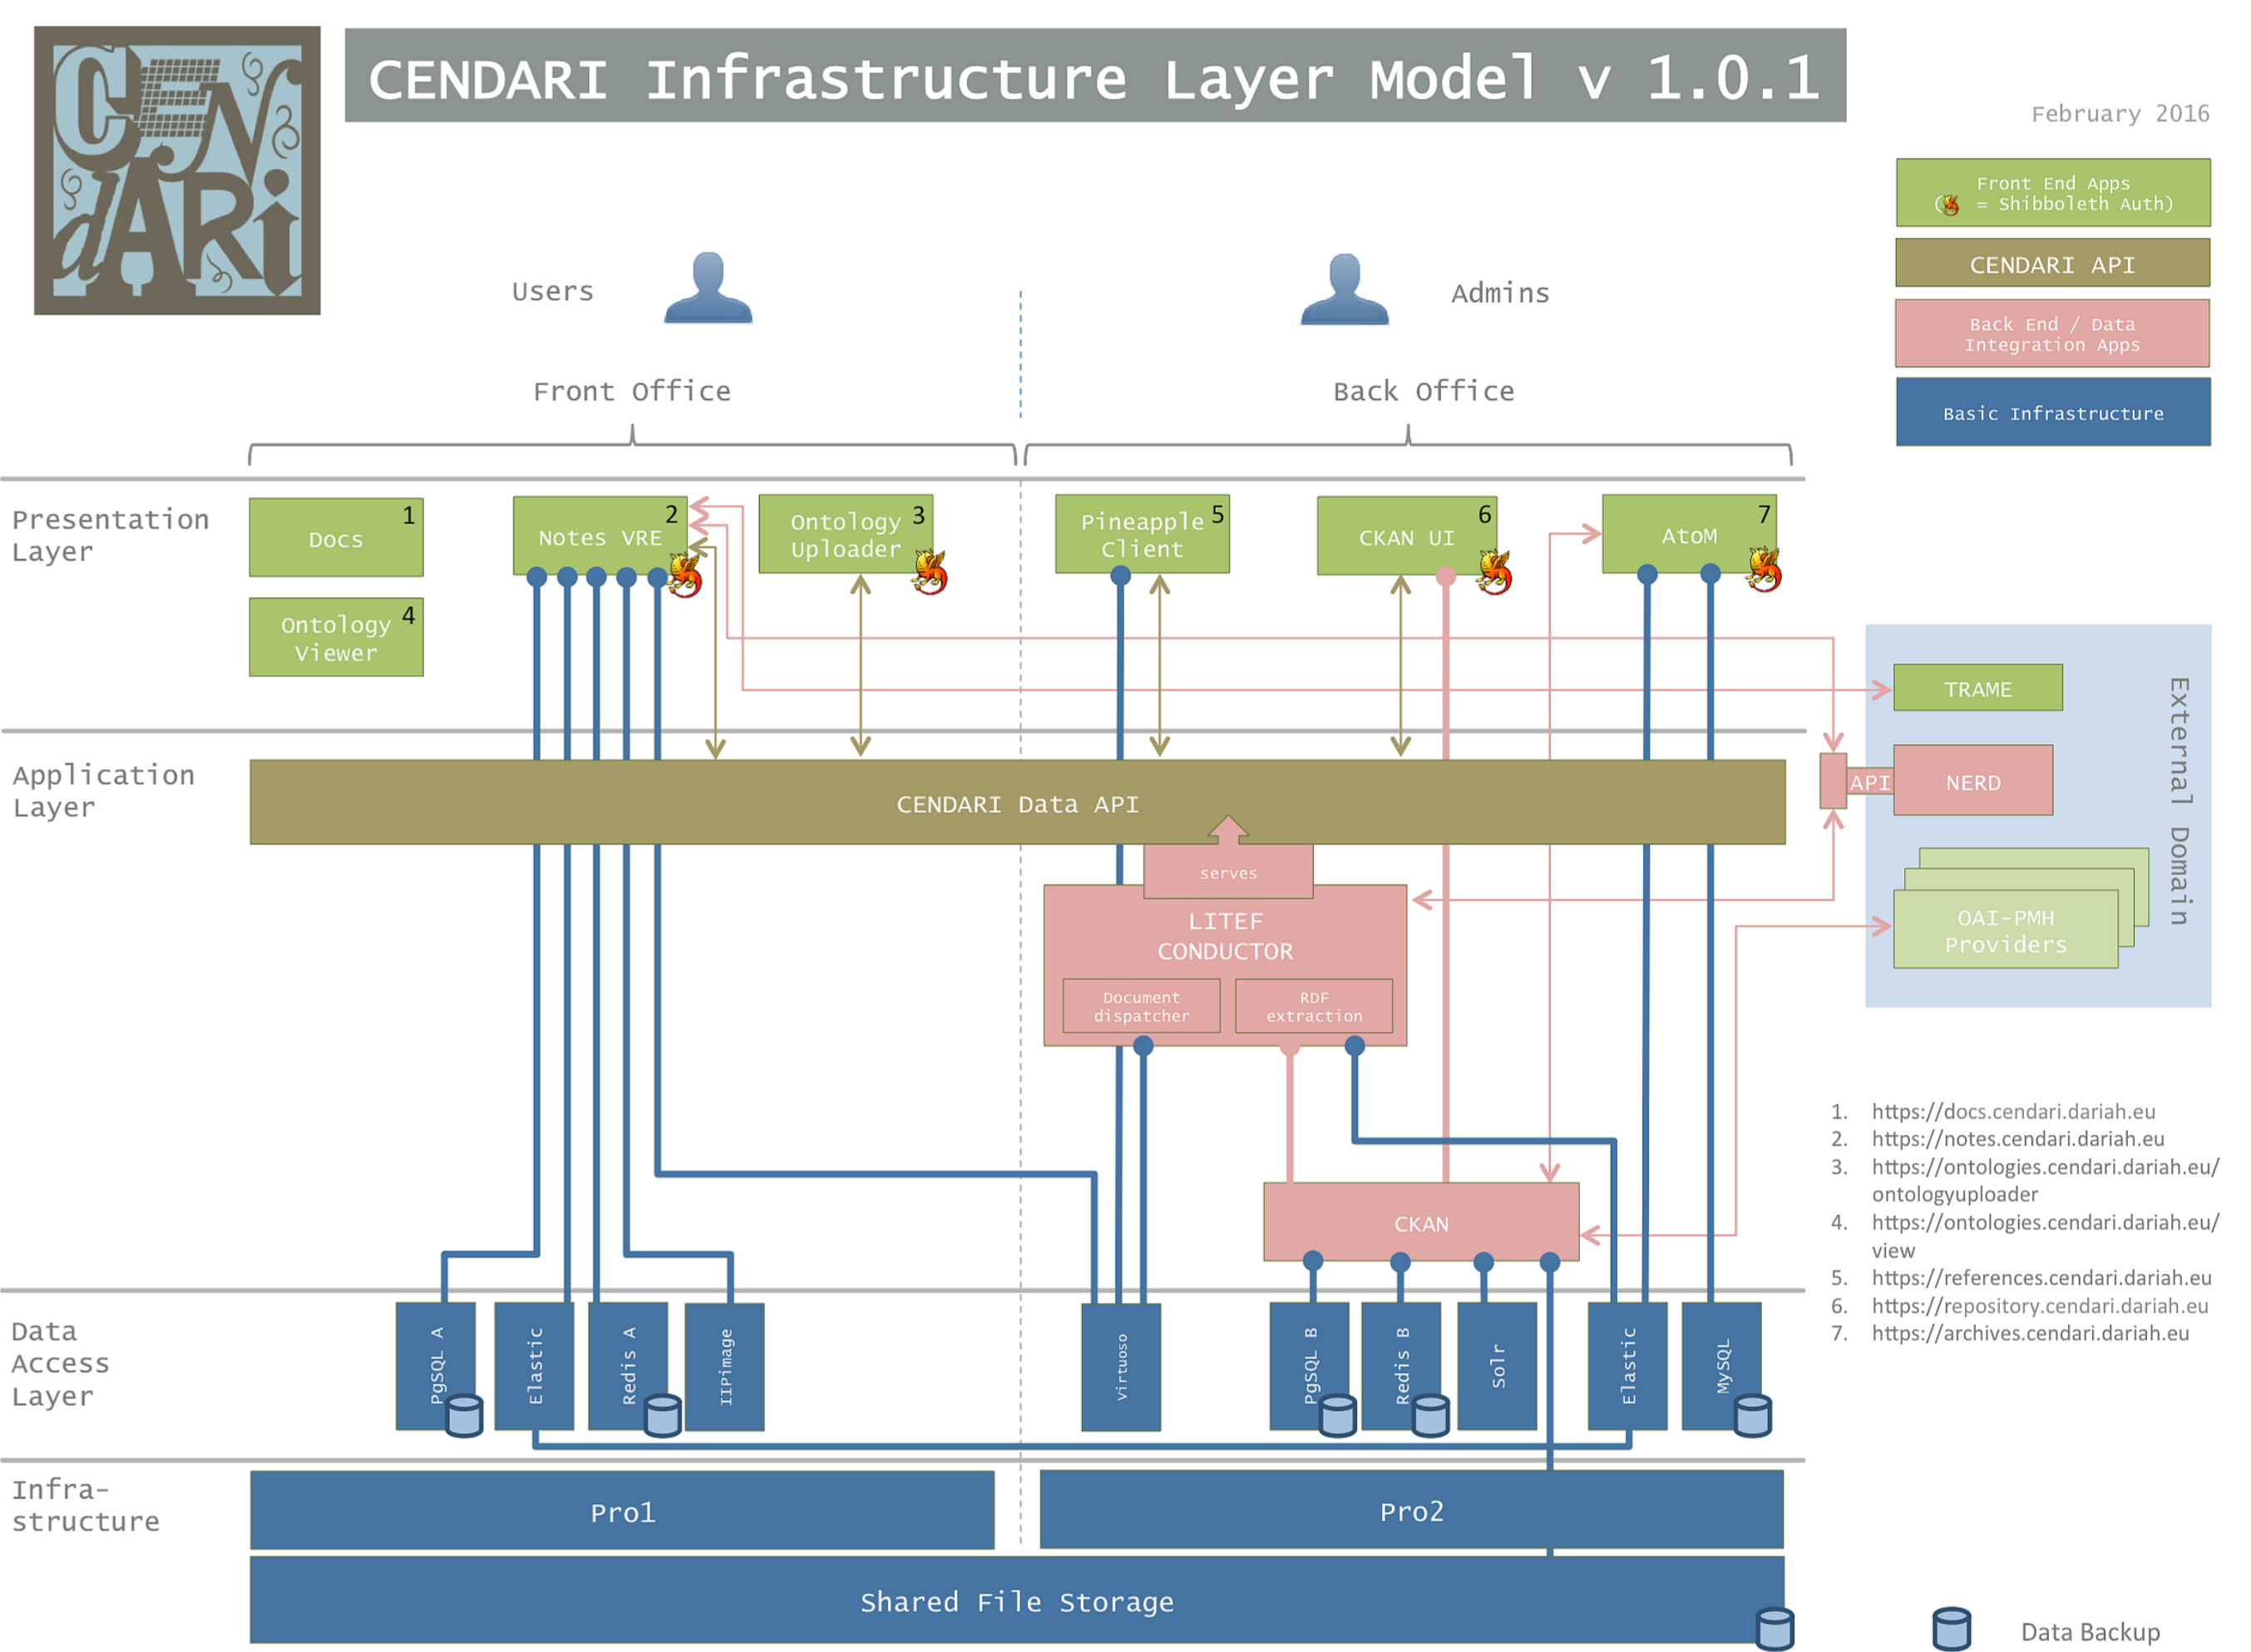 CENDARI
CENDARI Infrastructure Layer Model v 1.0.1
February 2016
Front End Apps
( = Shibboleth Auth)
CENDARI API
Back End / Data
Integration Apps
Basic Infrastructure
Users
Admins
Front Office
Back Office
Presentation
Layer
Docs 1
Notes VRE 2
Ontology
Uploader 3
Ontology
Viewer 4
Pineapple
Client 5
CKAN UI 6
AtoM 7
External Domain
TRAME
API
NERD
OAI-PMH
Providers
Application
Layer
CENDARI Data API
serves
LITEF
CONDUCTOR
Document
dispatcher
RDF
extraction
CKAN
1. https://docs.cendari.dariah.eu
2. https://notes.cendari.dariah.eu
3. https://ontologies.cendari.dariah.eu/
ontologyuploader
4. https://ontologies.cendari.dariah.eu/
view
5. https://references.cendari.dariah.eu
6. https://repository.cendari.dariah.eu
7. https://archives.cendari.dariah.eu
Data
Access
Layer
PgSQL A
Elastic
Redis A
IIPimage
Virtuoso
PgSQL B
Redis B
Solr
Elastic
MySQL
Infra-
structure
Pro1
Pro2
Shared File Storage
Data Backup